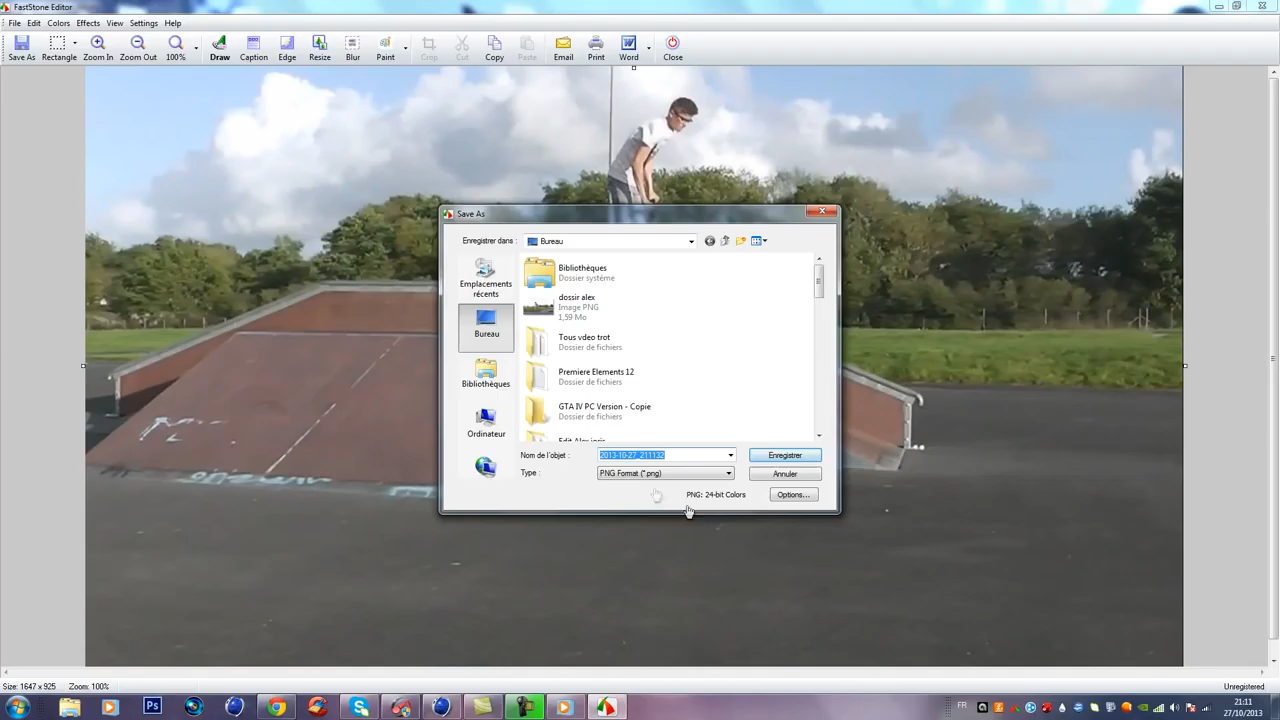 FastStone Editor
File Edit Colors Effects View Settings Help
Save As Rectangle Zoom In Zoom Out 100% Draw Caption Edge Resize Blur Paint Crop Cut Copy Paste Email Print Word Close
Save As
Enregistrer dans : Bureau
Emplacements récents
Bureau
Bibliothèques
Ordinateur
Bibliothèques
Dossier système
dossir alex
Image PNG
1,59 Mo
Tous vdeo trot
Dossier de fichiers
Premiere Elements 12
Dossier de fichiers
GTA IV PC Version - Copie
Dossier de fichiers
Nom de l'objet : 2013-10-27_211132 Enregistrer
Type : PNG Format (*.png) Annuler
PNG: 24-bit Colors Options...
Size: 1647 x 925 Zoom: 100% Unregistered
Ps
FR
21:11
27/10/2013